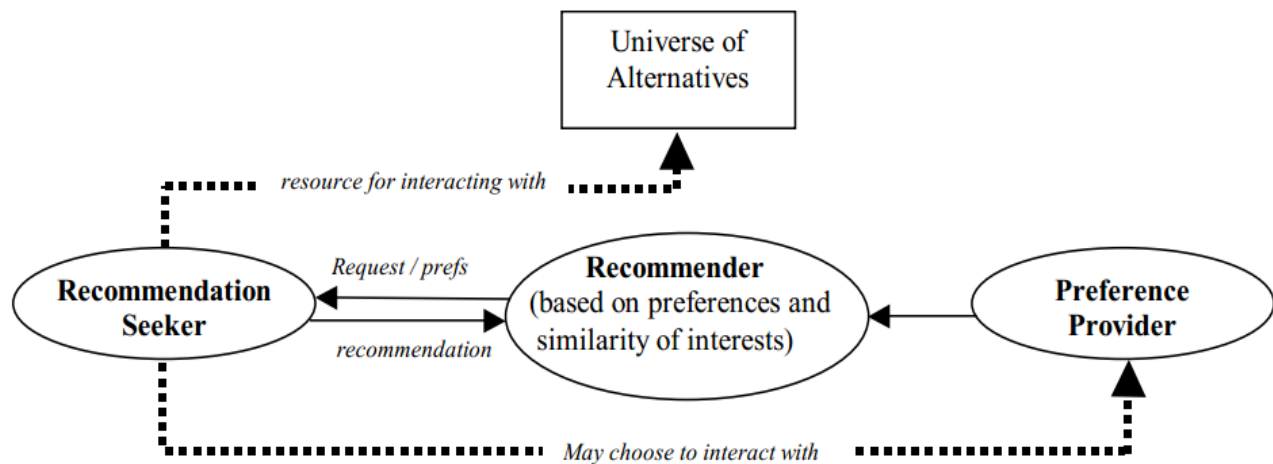 Universe of
Alternatives
resource for interacting with
Request / prefs
Recommendation
Seeker
recommendation
Recommender
(based on preferences and
similarity of interests)
Preference
Provider
May choose to interact with